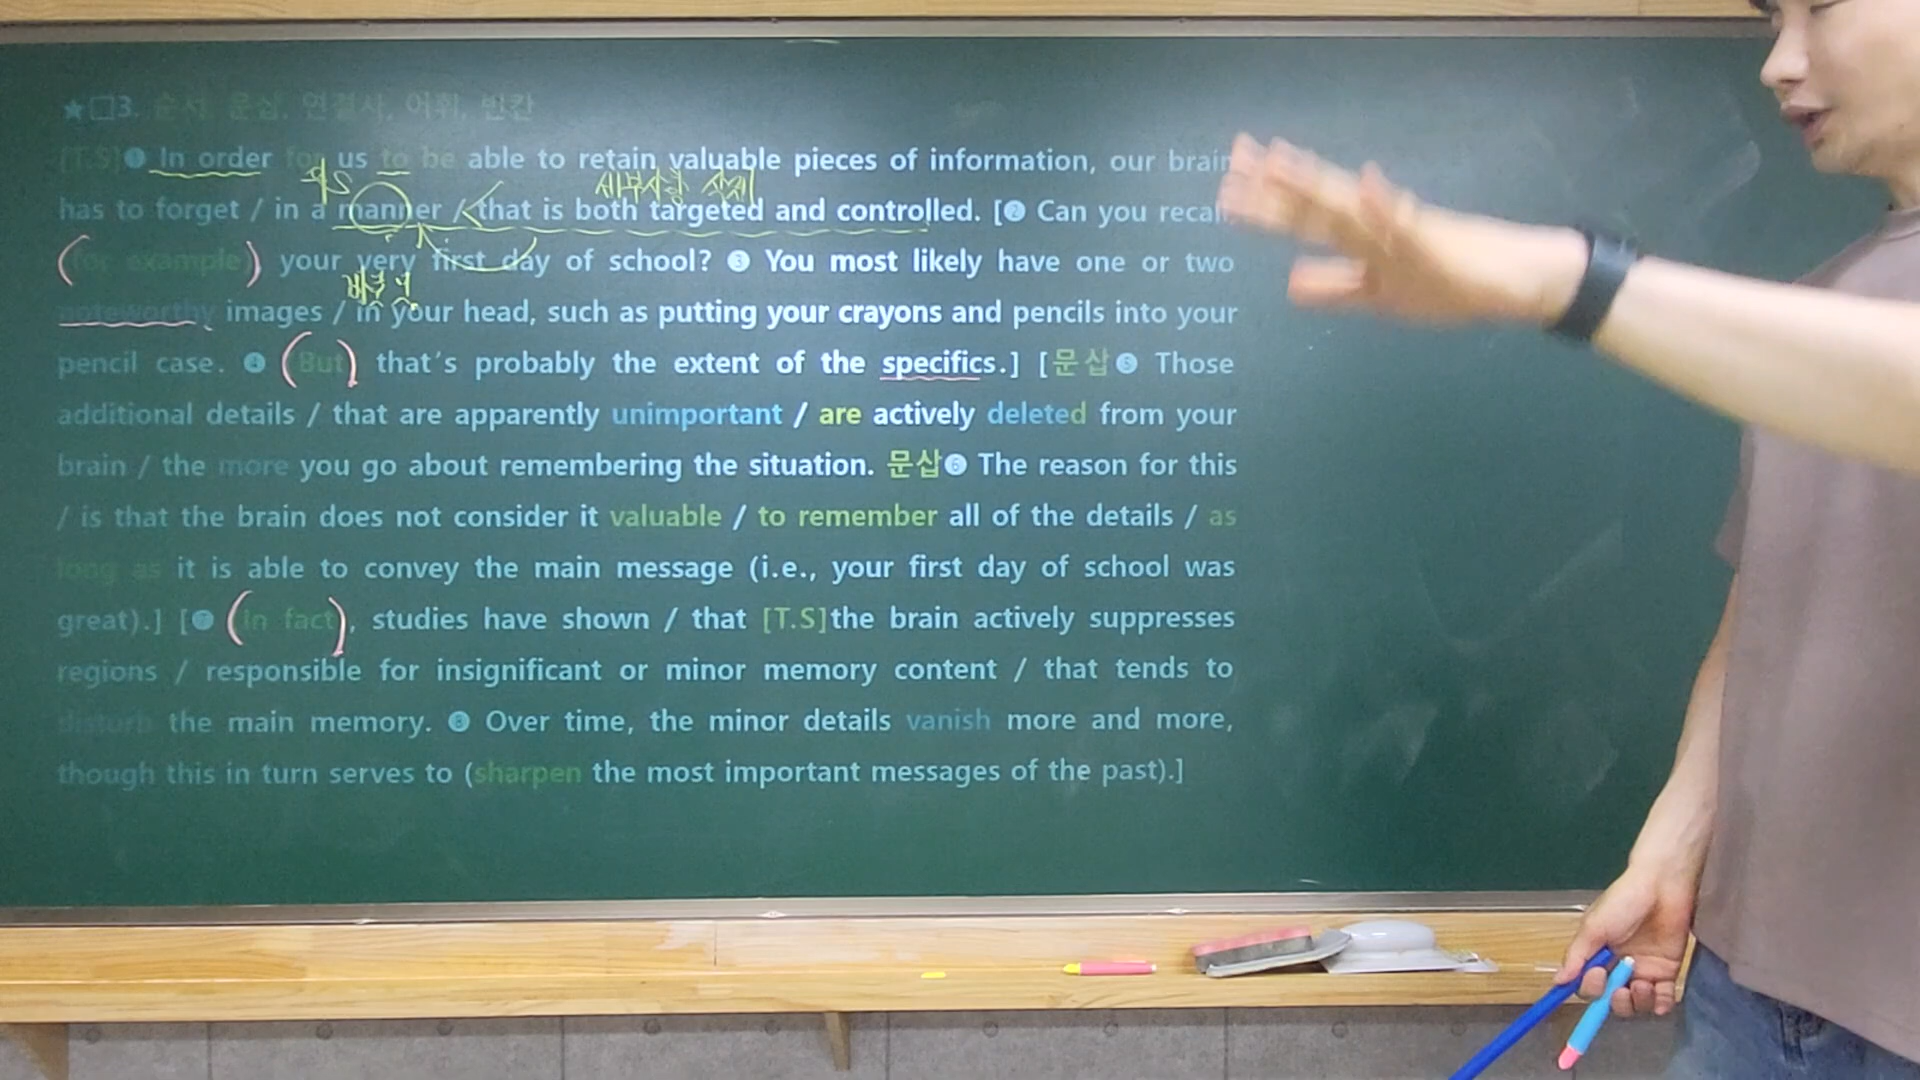 ★□3. 순서, 문삽, 연결사, 어휘, 빈칸
[T.S]❶ In order for us to be able to retain valuable pieces of information, our brain
세부사항 삭제
has to forget / in a manner / that is both targeted and controlled. [❷ Can you recall,
(for example) your very first day of school? ❸ You most likely have one or two
noteworthy images / in your head, such as putting your crayons and pencils into your
pencil case. ❹ (But) that's probably the extent of the specifics.] [문삽❺ Those
additional details / that are apparently unimportant / are actively deleted from your
brain / the more you go about remembering the situation. 문삽❻ The reason for this
/ is that the brain does not consider it valuable / to remember all of the details / as
long as it is able to convey the main message (i.e., your first day of school was
great).] [❼ (In fact), studies have shown / that [T.S]the brain actively suppresses
regions / responsible for insignificant or minor memory content / that tends to
disturb the main memory. ❽ Over time, the minor details vanish more and more,
though this in turn serves to (sharpen the most important messages of the past).]